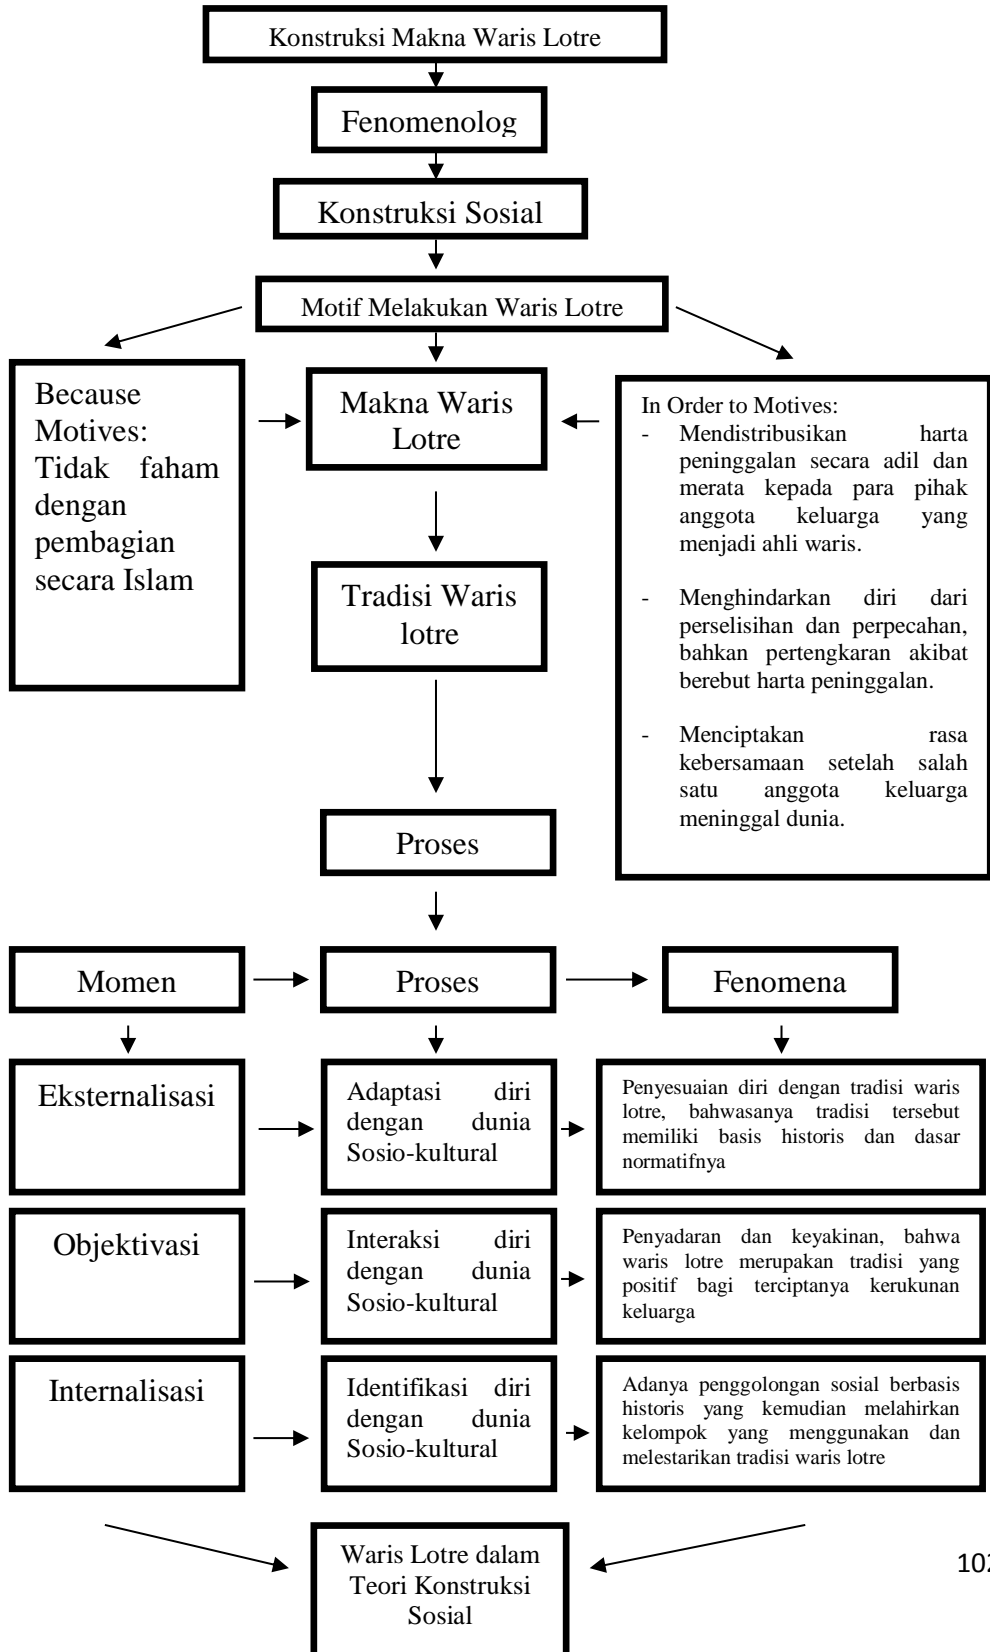 Konstruksi Makna Waris Lotre
Fenomenolog
Konstruksi Sosial
Motif Melakukan Waris Lotre
Because
Motives:
Tidak faham
dengan
pembagian
secara Islam
Makna Waris
Lotre
In Order to Motives:
- Mendistribusikan harta
peninggalan secara adil dan
merata kepada para pihak
anggota keluarga yang
menjadi ahli waris.
- Menghindarkan diri dari
perselisihan dan perpecahan,
bahkan pertengkaran akibat
berebut harta peninggalan.
- Menciptakan rasa
kebersamaan setelah salah
satu anggota keluarga
meninggal dunia.
Tradisi Waris
lotre
Proses
Momen
Proses
Fenomena
Eksternalisasi
Adaptasi diri
dengan dunia
Sosio-kultural
Penyesuaian diri dengan tradisi waris
lotre, bahwasanya tradisi tersebut
memiliki basis historis dan dasar
normatifnya
Objektivasi
Interaksi diri
dengan dunia
Sosio-kultural
Penyadaran dan keyakinan, bahwa
waris lotre merupakan tradisi yang
positif bagi terciptanya kerukunan
keluarga
Internalisasi
Identifikasi diri
dengan dunia
Sosio-kultural
Adanya penggolongan sosial berbasis
historis yang kemudian melahirkan
kelompok yang menggunakan dan
melestarikan tradisi waris lotre
Waris Lotre dalam
Teori Konstruksi
Sosial
102